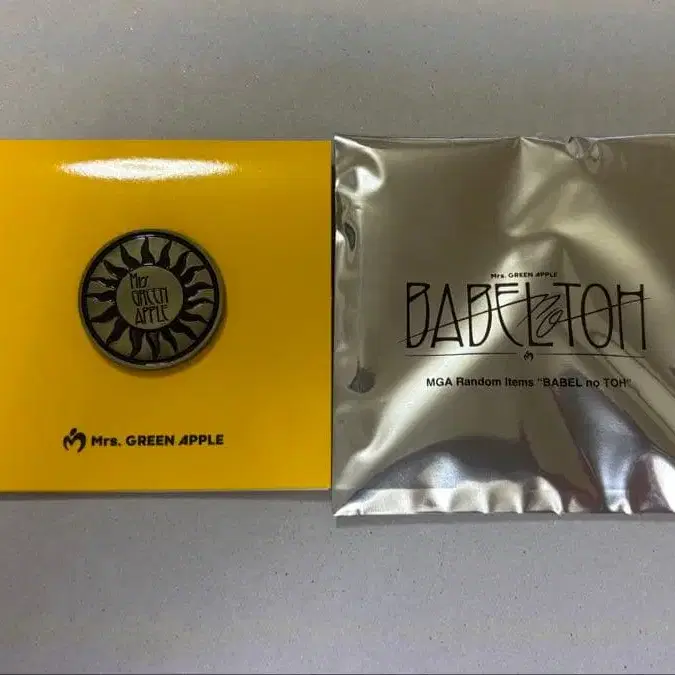 Mrs.
GREEN
APPLE
Mrs. GREEN APPLE
Mrs. GREEN APPLE
BABEL no TOH
MGA Random Items "BABEL no TOH"